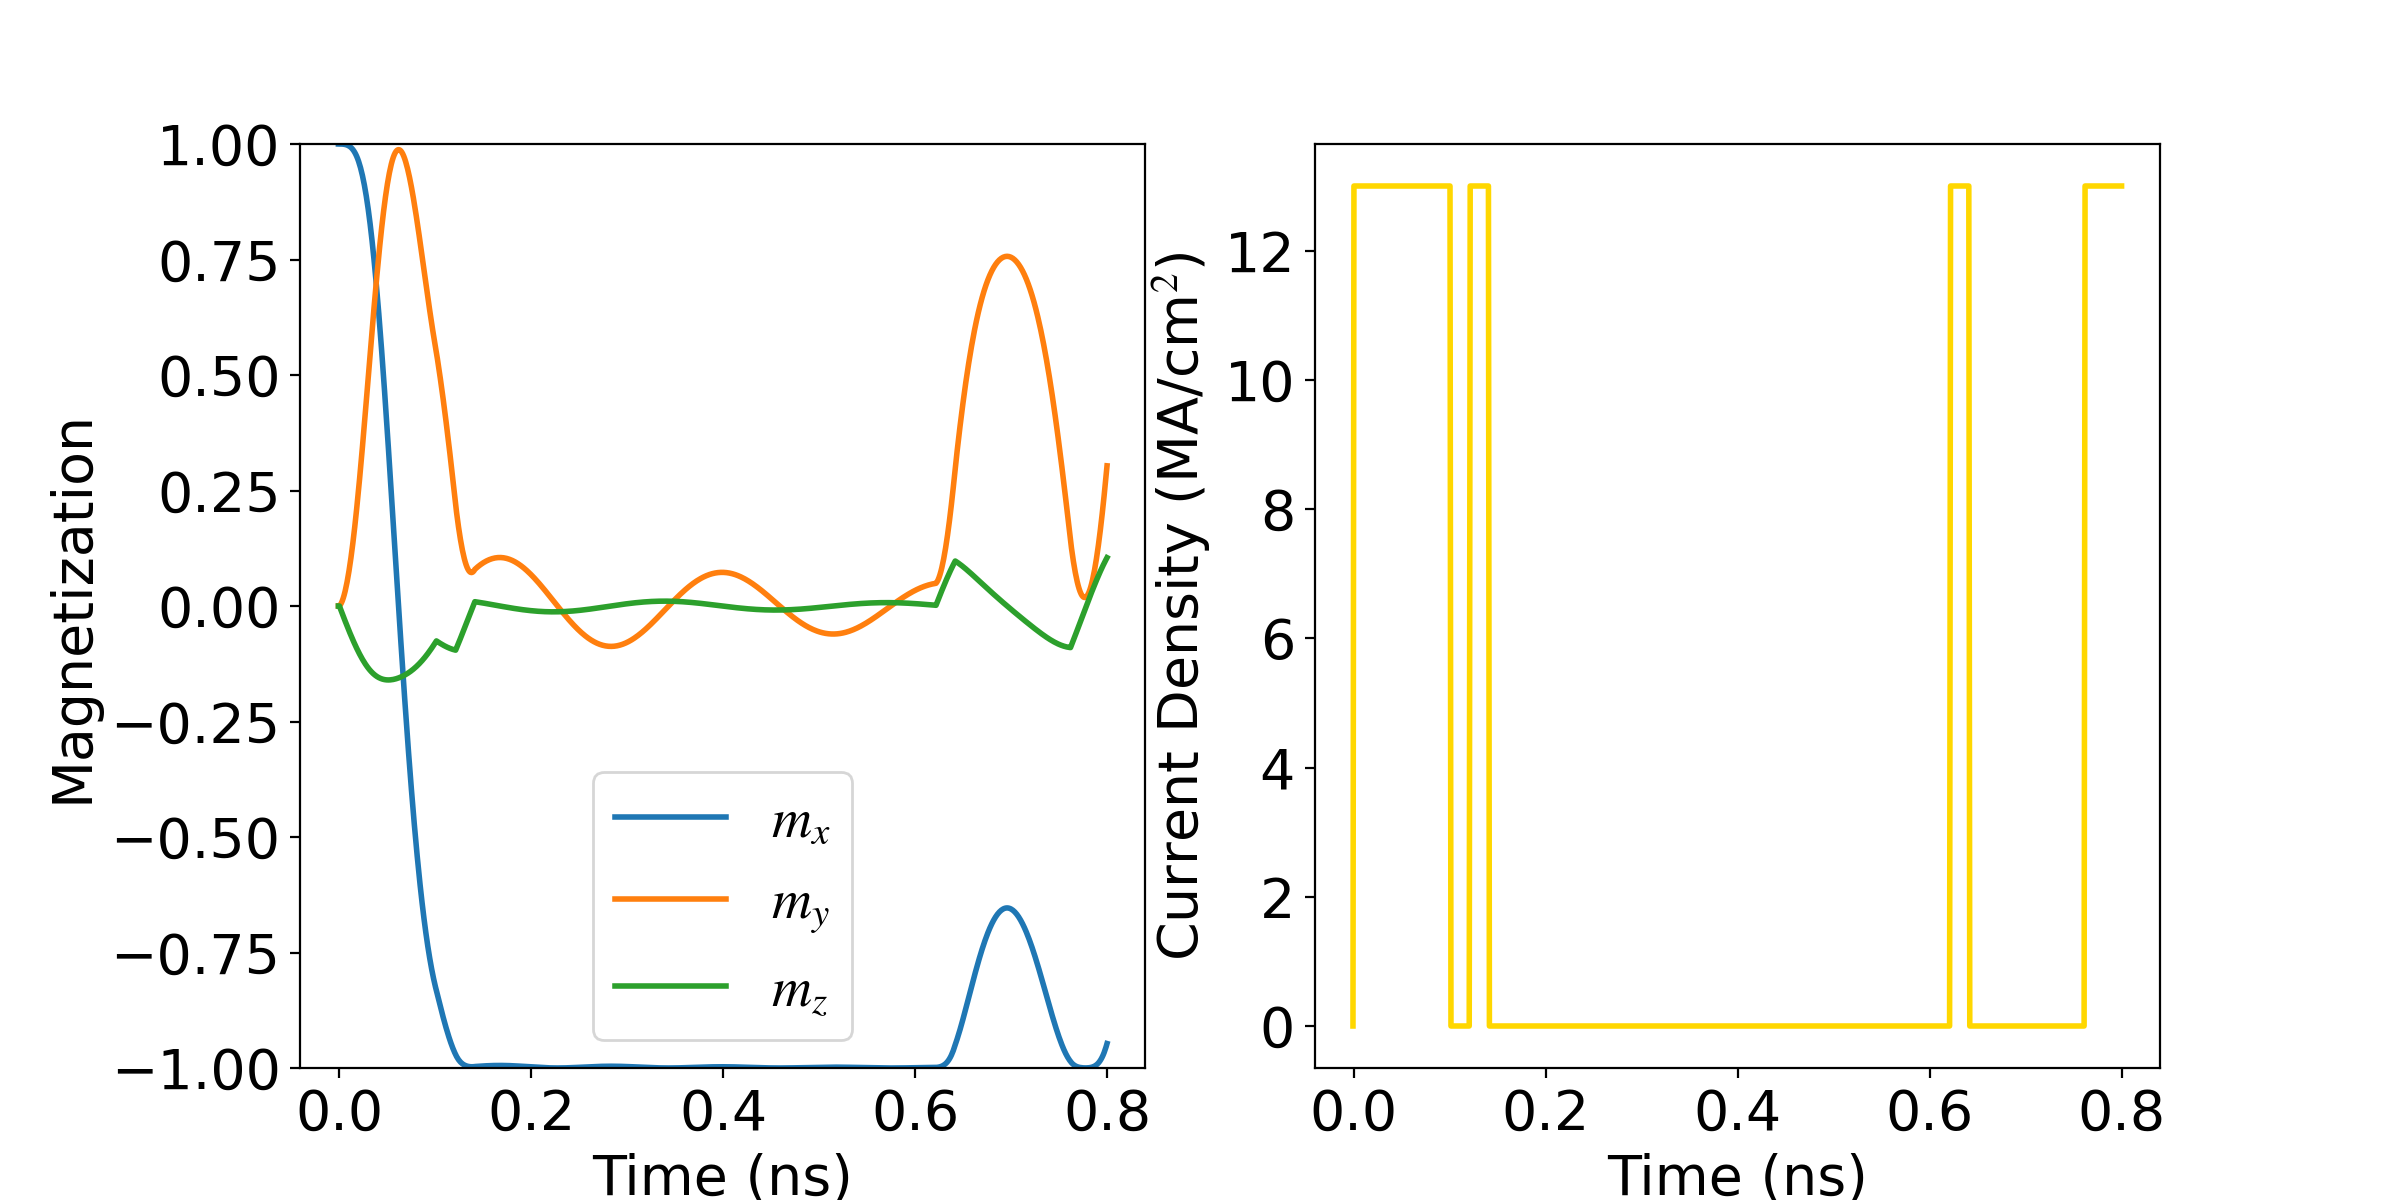 Magnetization
1.00
0.75
0.50
0.25
0.00
−0.25
−0.50
−0.75
−1.00
m_x
m_y
m_z
0.0 0.2 0.4 0.6 0.8
Time (ns)
Current Density (MA/cm²)
12
10
8
6
4
2
0
0.0 0.2 0.4 0.6 0.8
Time (ns)